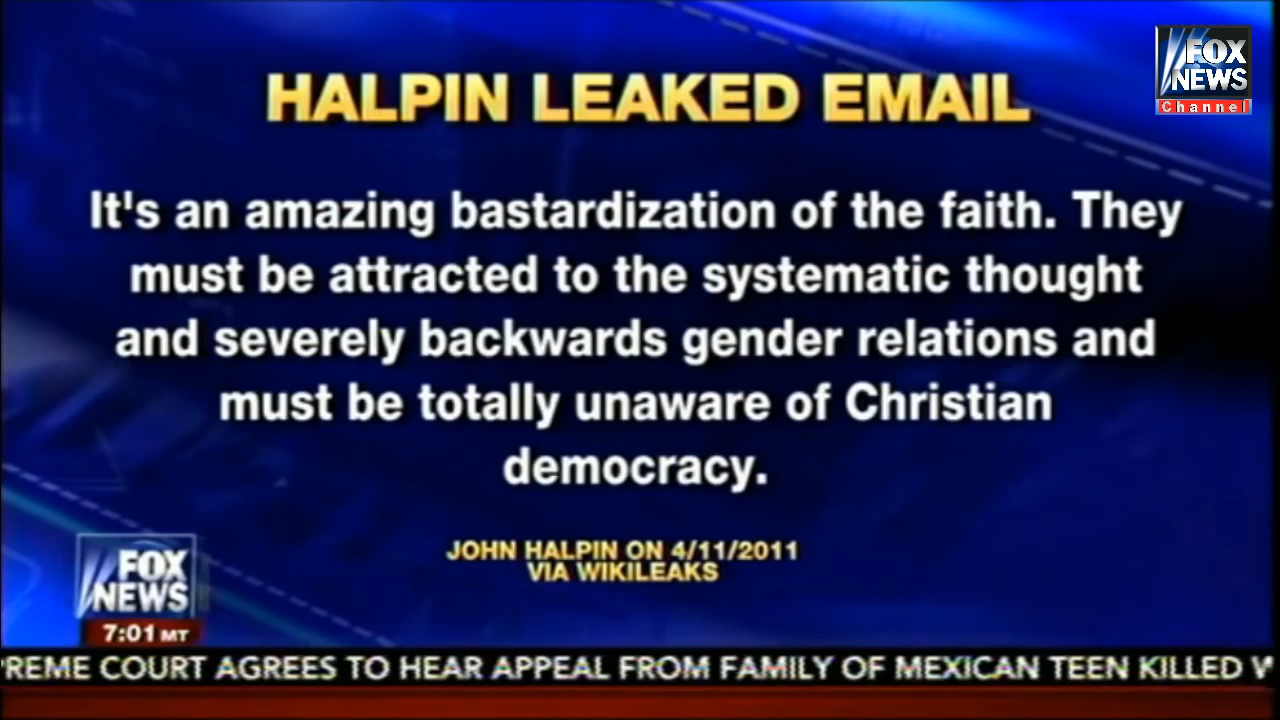 FOX
NEWS
Channel
HALPIN LEAKED EMAIL
It's an amazing bastardization of the faith. They
must be attracted to the systematic thought
and severely backwards gender relations and
must be totally unaware of Christian
democracy.
JOHN HALPIN ON 4/11/2011
VIA WIKILEAKS
FOX
NEWS
7:01 MT
REME COURT AGREES TO HEAR APPEAL FROM FAMILY OF MEXICAN TEEN KILLED